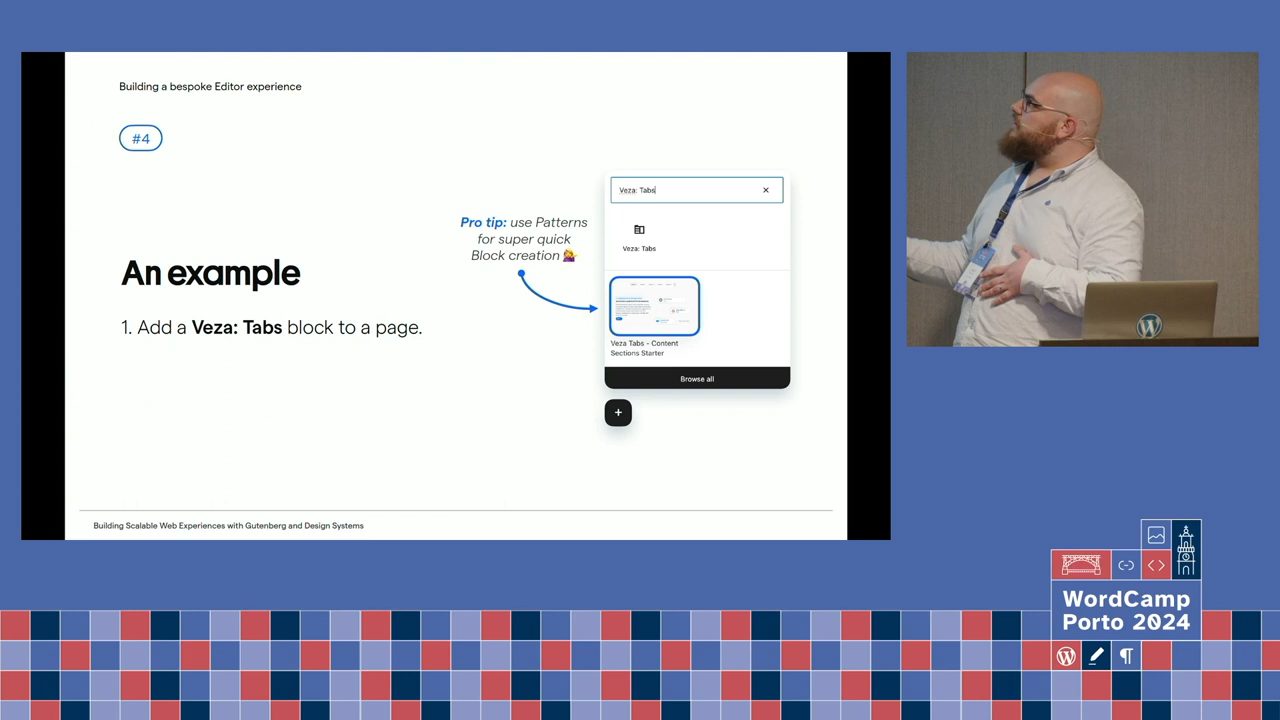 Building a bespoke Editor experience
#4
Veza: Tabs
Pro tip: use Patterns
for super quick
Block creation 🤷‍♀️
Veza: Tabs
An example
1. Add a Veza: Tabs block to a page.
Veza Tabs - Content
Sections Starter
Browse all
+
Building Scalable Web Experiences with Gutenberg and Design Systems
WordCamp
Porto 2024